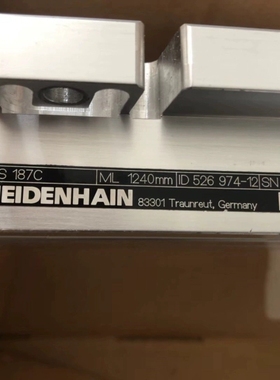 S 187C ML 1240mm ID 526 974-12 SN
EIDENHAIN 83301 Traunreut, Germany